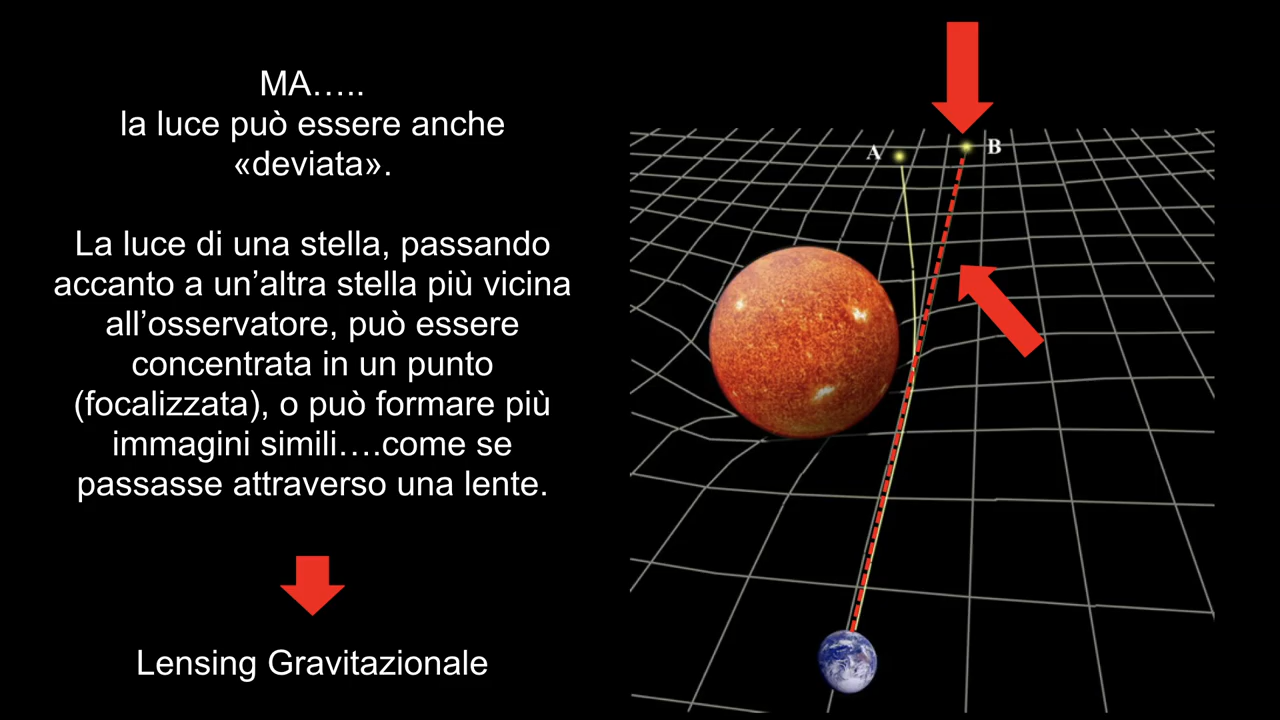 MA…..
la luce può essere anche
«deviata».
La luce di una stella, passando
accanto a un’altra stella più vicina
all’osservatore, può essere
concentrata in un punto
(focalizzata), o può formare più
immagini simili….come se
passasse attraverso una lente.
Lensing Gravitazionale
A
B